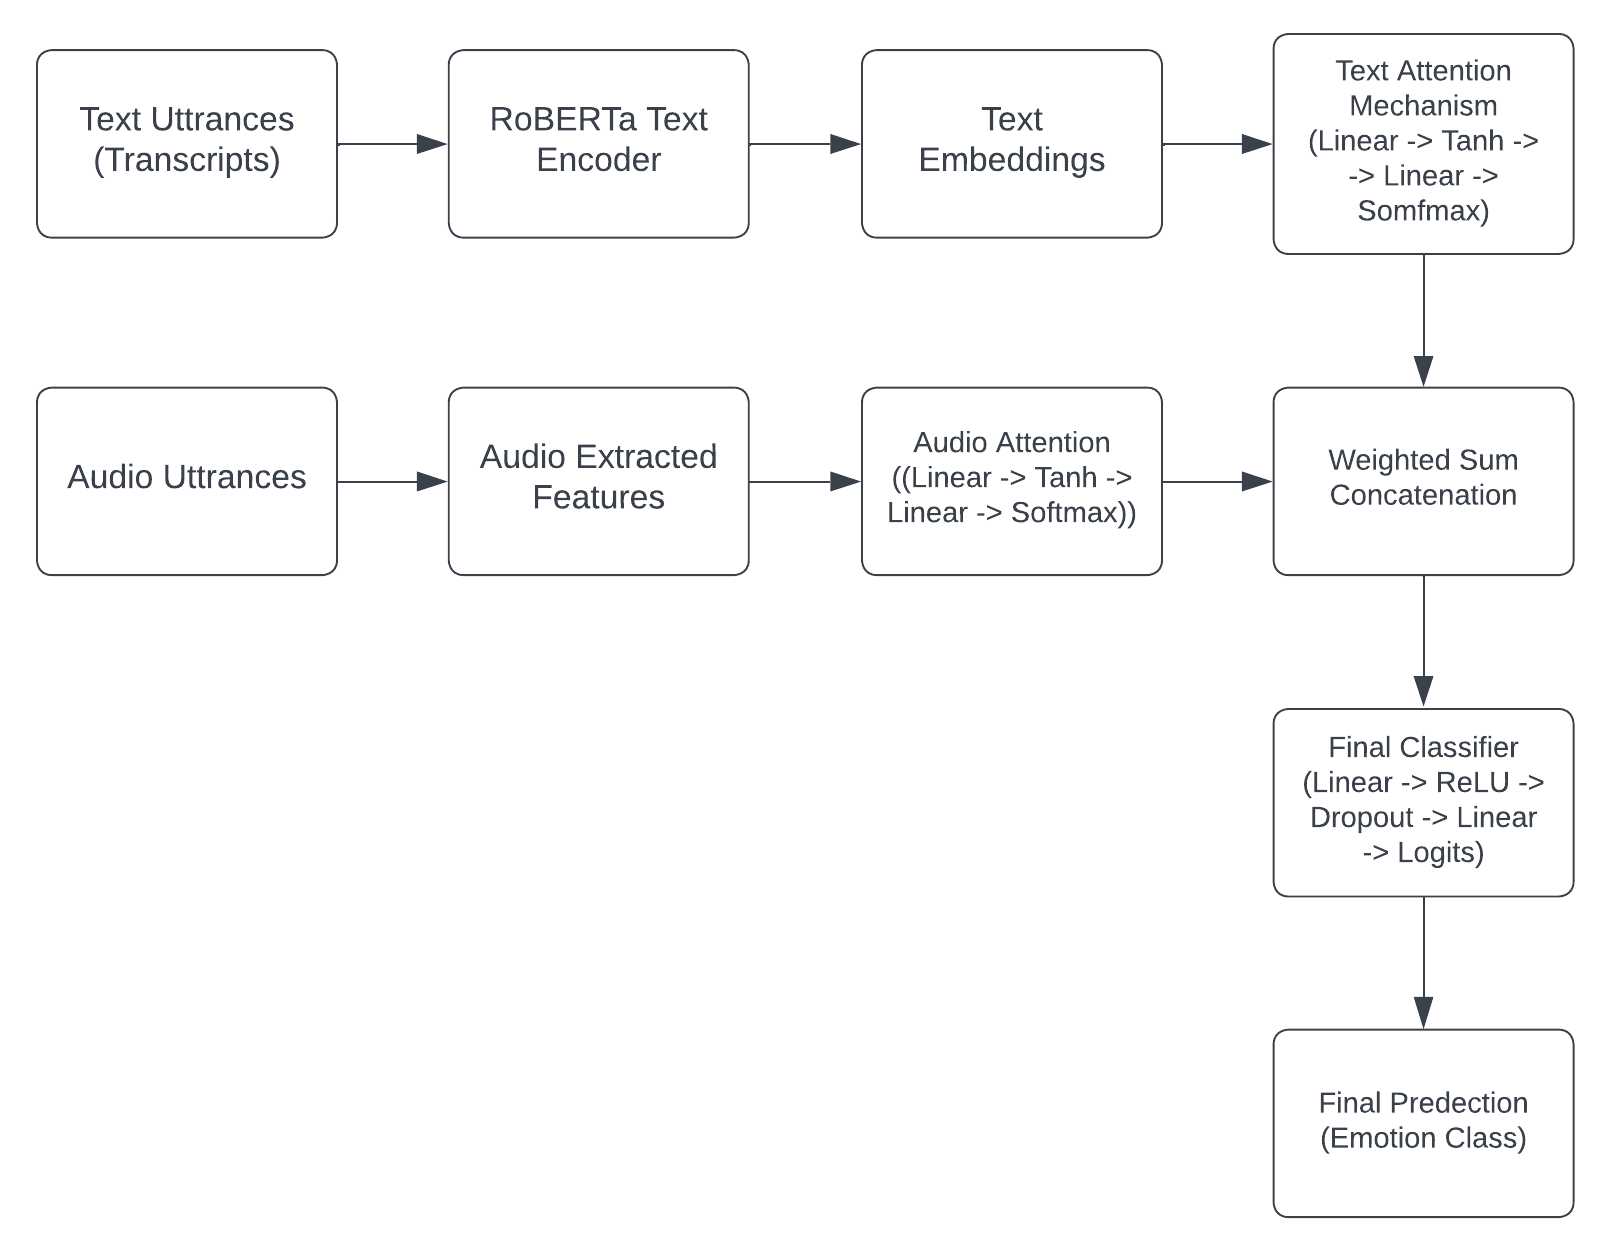 Text Uttrances
(Transcripts)
RoBERTa Text
Encoder
Text
Embeddings
Text Attention
Mechanism
(Linear -> Tanh ->
-> Linear ->
Somfmax)
Audio Uttrances
Audio Extracted
Features
Audio Attention
((Linear -> Tanh ->
Linear -> Softmax))
Weighted Sum
Concatenation
Final Classifier
(Linear -> ReLU ->
Dropout -> Linear
-> Logits)
Final Predection
(Emotion Class)